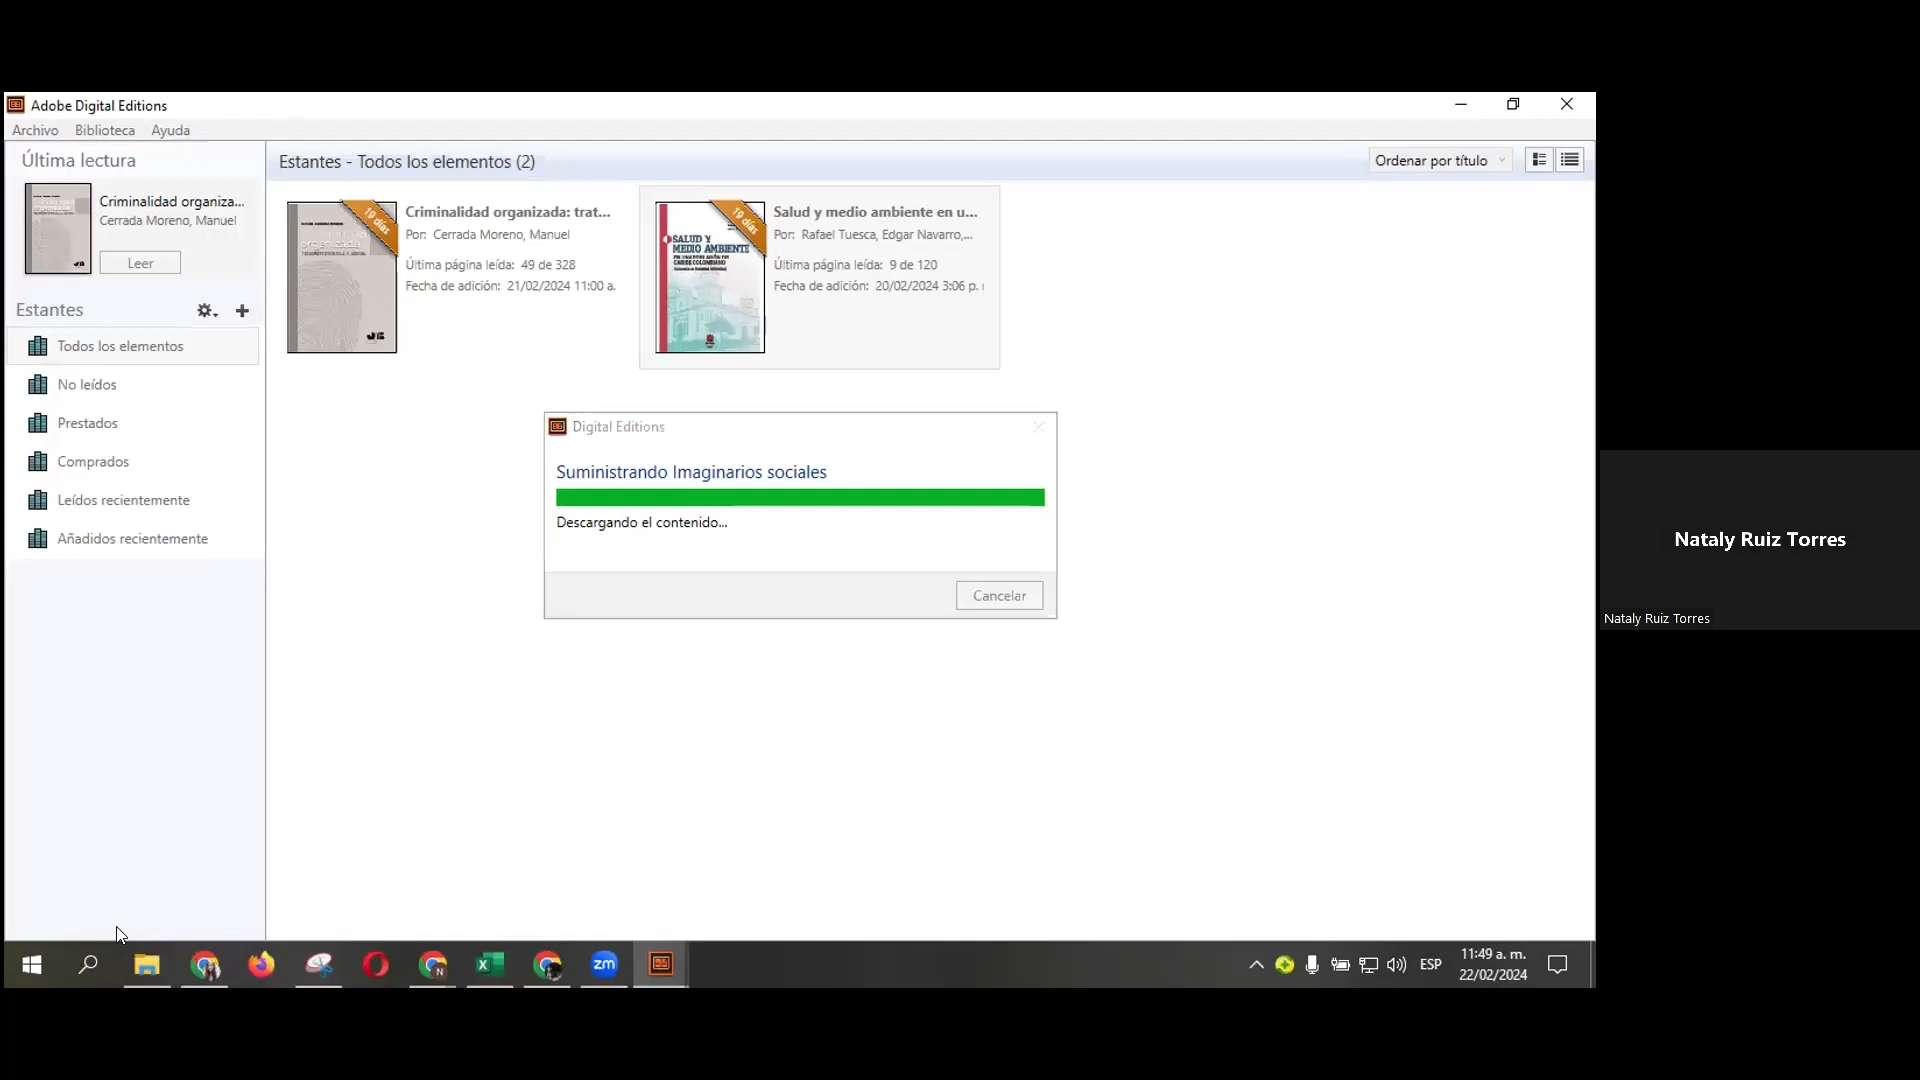 Adobe Digital Editions
Archivo Biblioteca Ayuda
Última lectura
Criminalidad organiza...
Cerrada Moreno, Manuel
Leer
Estantes
Todos los elementos
No leídos
Prestados
Comprados
Leídos recientemente
Añadidos recientemente
Estantes - Todos los elementos (2)
Ordenar por título
19 días
Criminalidad organizada: trat...
Por: Cerrada Moreno, Manuel
Última página leída: 49 de 328
Fecha de adición: 21/02/2024 11:00 a.
19 días
SALUD Y
MEDIO AMBIENTE
Salud y medio ambiente en u...
Por: Rafael Tuesca, Edgar Navarro,...
Última página leída: 9 de 120
Fecha de adición: 20/02/2024 3:06 p.
Digital Editions
Suministrando Imaginarios sociales
Descargando el contenido...
Cancelar
Nataly Ruiz Torres
Nataly Ruiz Torres
zm
ESP
11:49 a. m.
22/02/2024